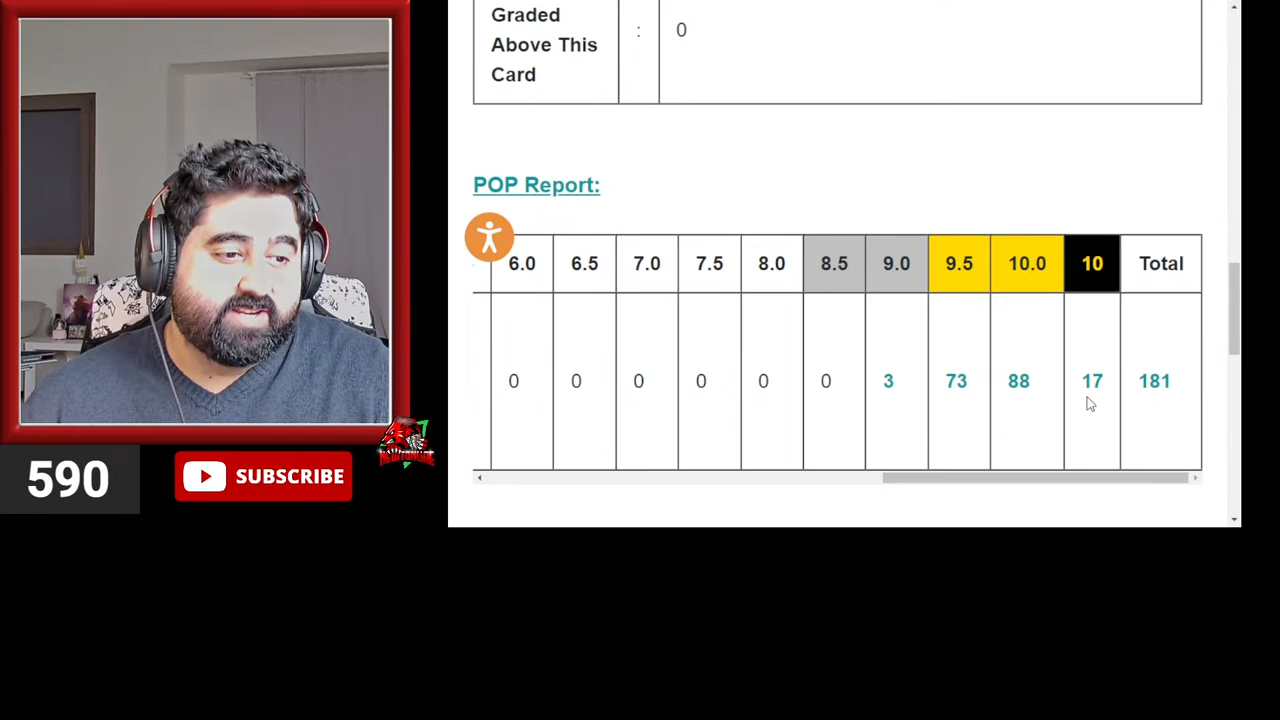 Graded
Above This
Card
:
0
POP Report:
6.0 6.5 7.0 7.5 8.0 8.5 9.0 9.5 10.0 10 Total
0 0 0 0 0 0 3 73 88 17 181
590
SUBSCRIBE